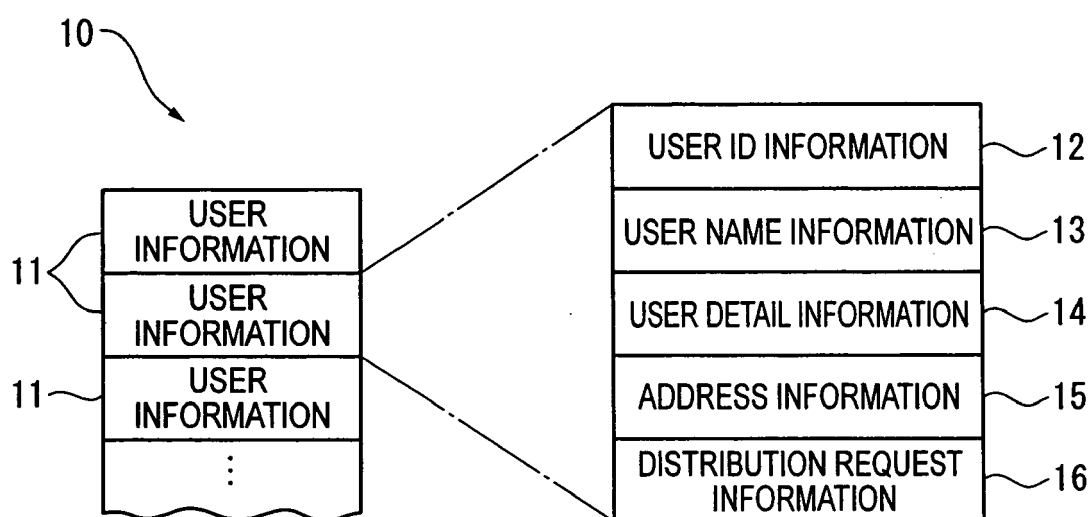 10
USER
INFORMATION
11
USER
INFORMATION
11
USER
INFORMATION
⋮
USER ID INFORMATION 12
USER NAME INFORMATION 13
USER DETAIL INFORMATION 14
ADDRESS INFORMATION 15
DISTRIBUTION REQUEST
INFORMATION 16